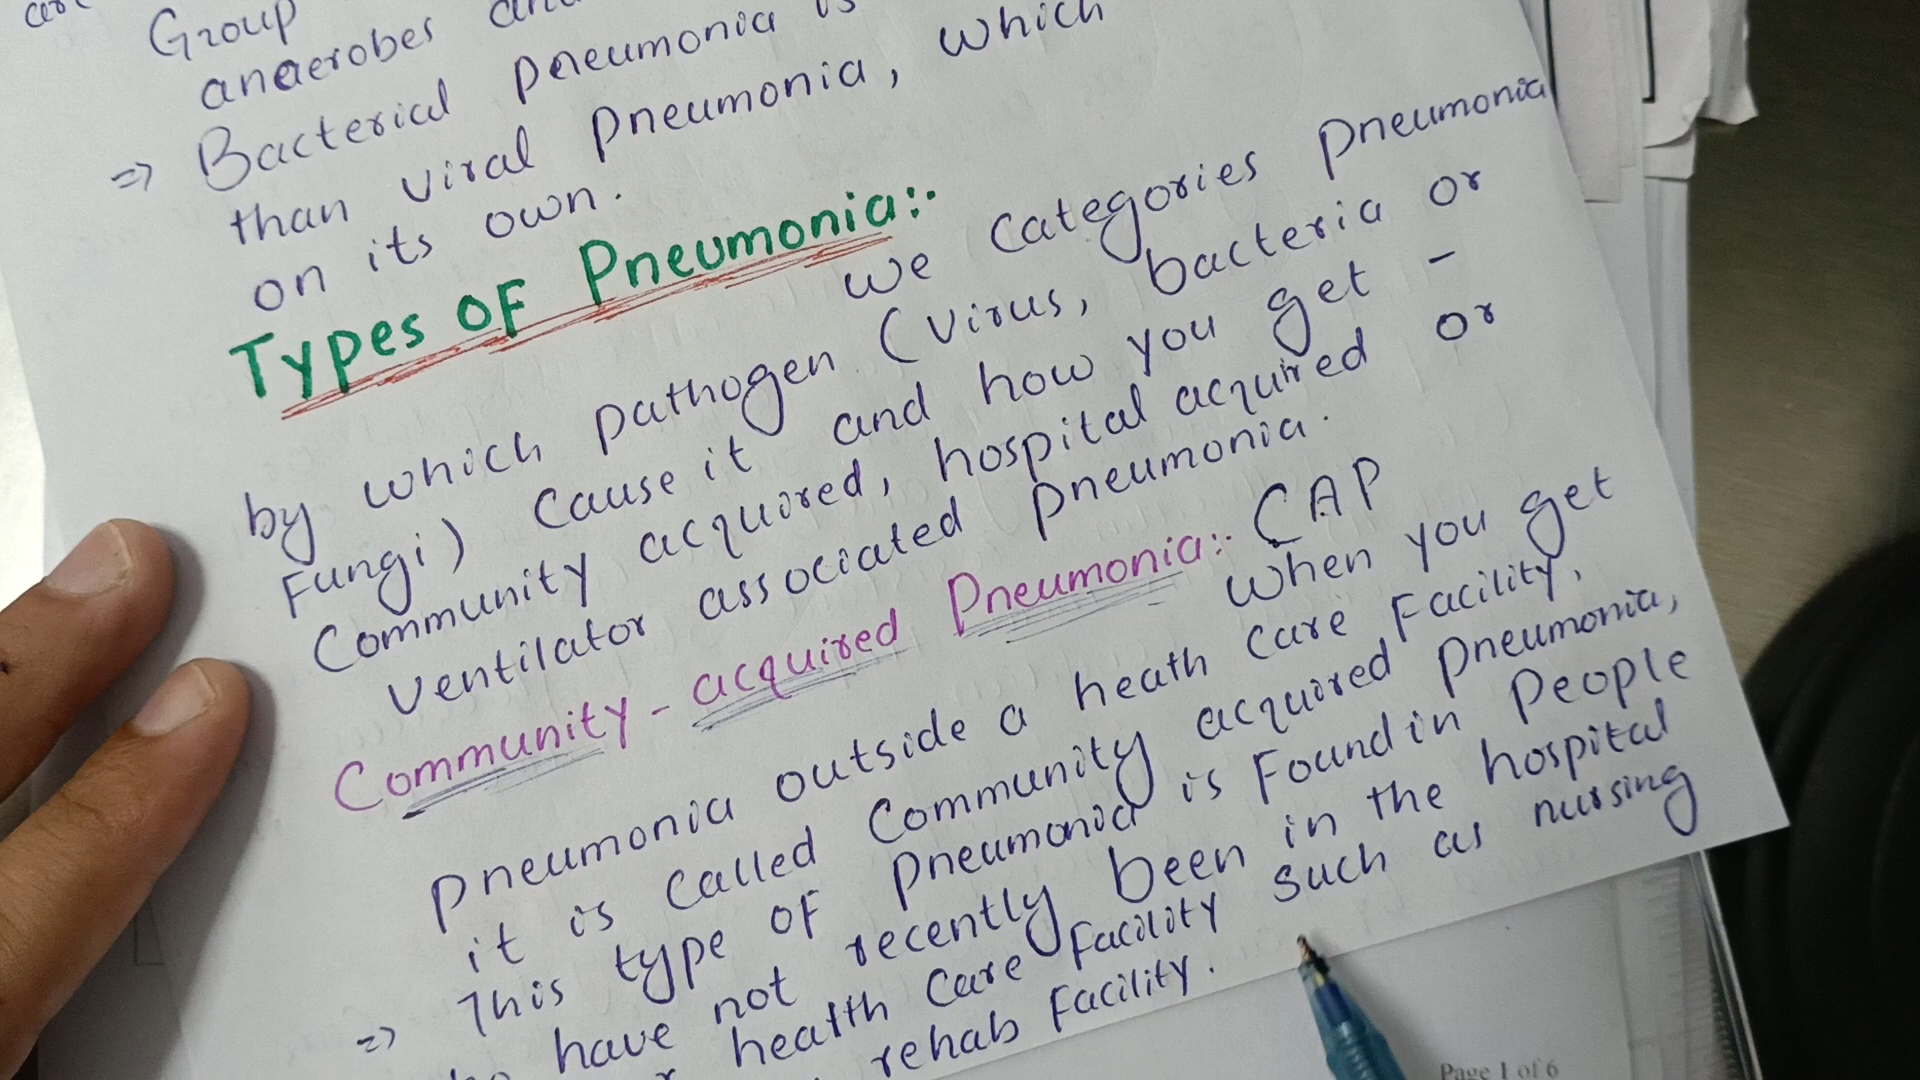 Group
anaerobes
=> Bacterial pneumonia is
than viral pneumonia, which
on its own.
Types of Pneumonia:-
we categories pneumonia
by which pathogen (Virus, bacteria or
Fungi) Cause it and how you get -
Community acquired, hospital acquired or
Ventilator associated pneumonia.
Community-acquired Pneumonia:- CAP
When you get
pneumonia outside a heath care Facility,
it is called Community acquired pneumonia,
=> This type of pneumonia is Found in people
have not recently been in the hospital
health care facility such as nursing
rehab Facility.
Page 1 of 6